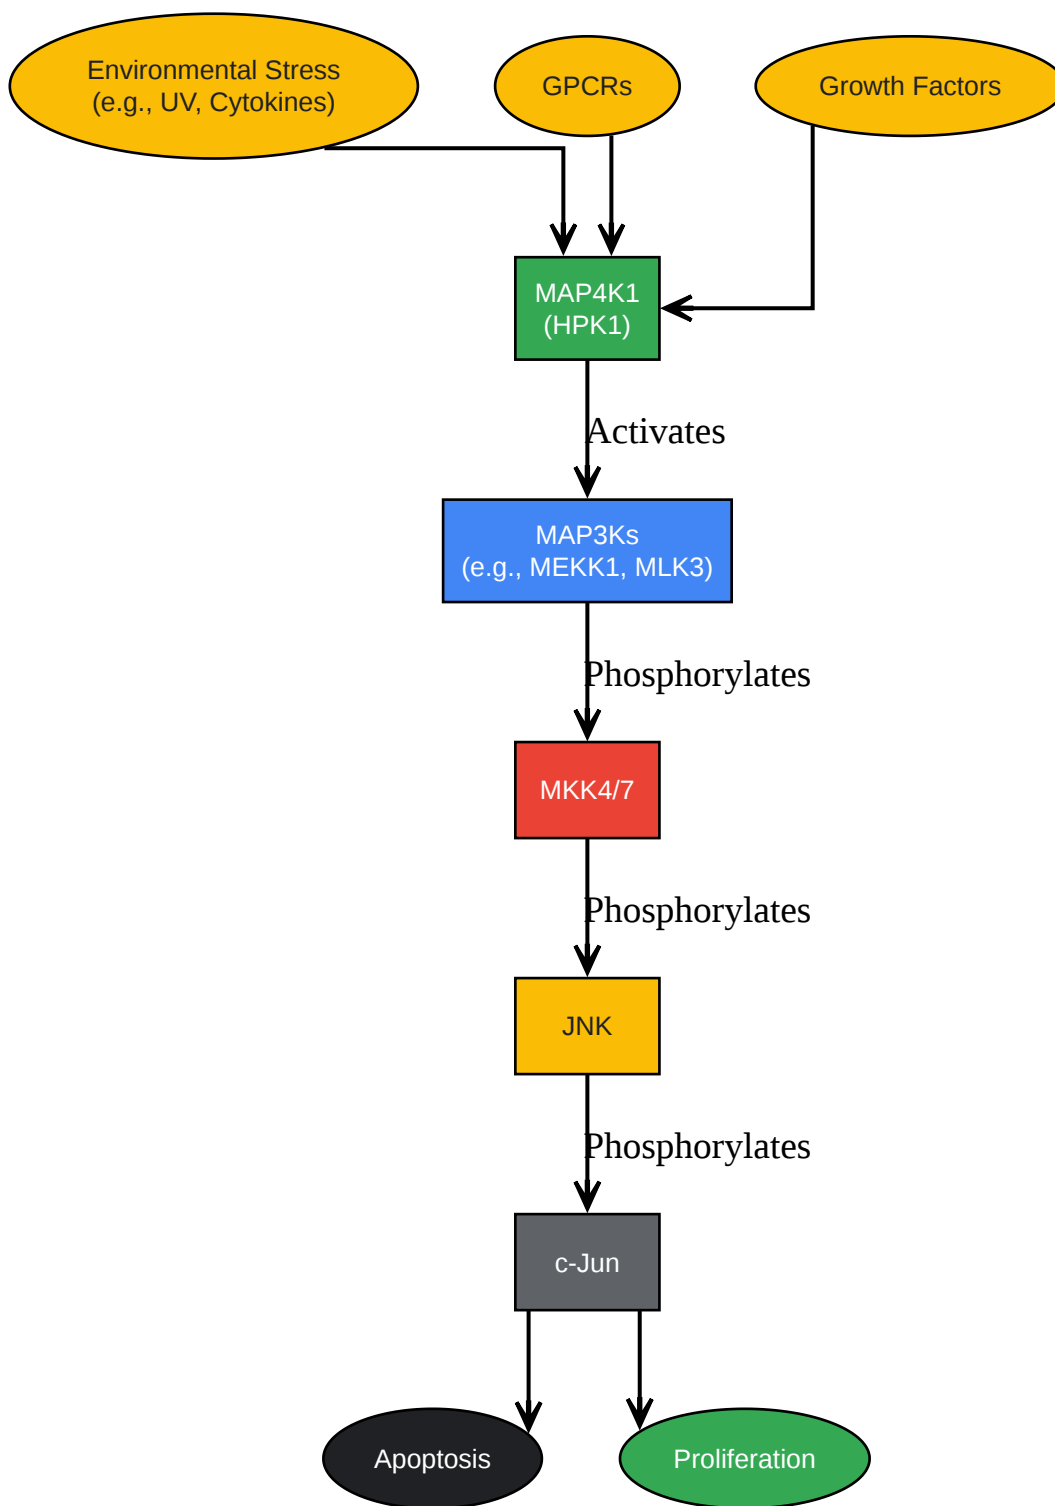 Environmental Stress
(e.g., UV, Cytokines)
GPCRs
Growth Factors
MAP4K1
(HPK1)
Activates
MAP3Ks
(e.g., MEKK1, MLK3)
Phosphorylates
MKK4/7
Phosphorylates
JNK
Phosphorylates
c-Jun
Apoptosis
Proliferation